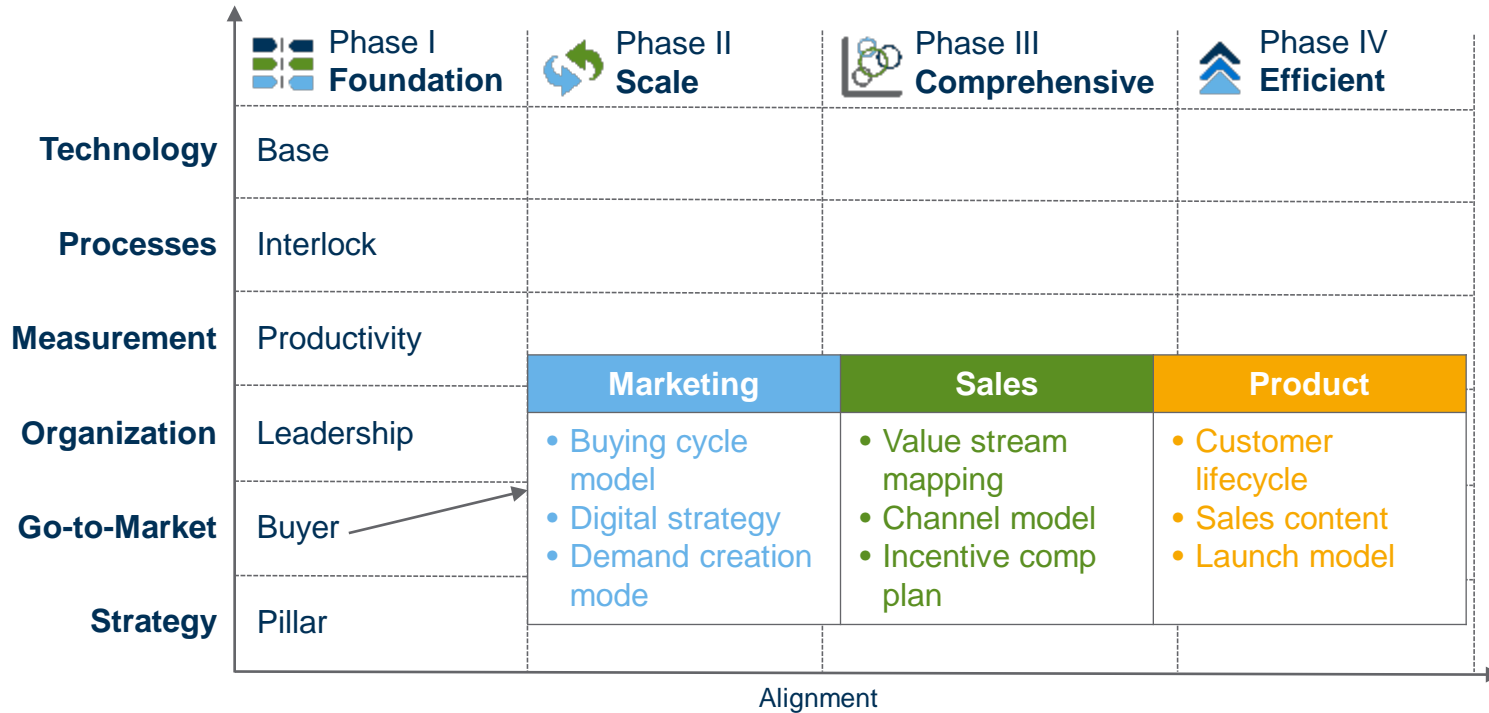 Phase I
Foundation
Phase II
Scale
Phase III
Comprehensive
Phase IV
Efficient
Technology
Base
Processes
Interlock
Measurement
Productivity
Organization
Leadership
Go-to-Market
Buyer
Strategy
Pillar
Marketing
• Buying cycle
model
• Digital strategy
• Demand creation
mode
Sales
• Value stream
mapping
• Channel model
• Incentive comp
plan
Product
• Customer
lifecycle
• Sales content
• Launch model
Alignment